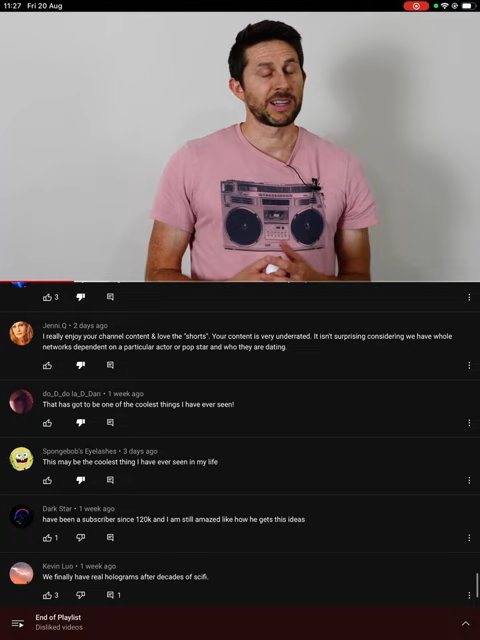 11:27 Fri 20 Aug
3
Jenni.Q • 2 days ago
I really enjoy your channel content & love the "shorts". Your content is very underrated. It isn't surprising considering we have whole
networks dependent on a particular actor or pop star and who they are dating.
do_D_do la_D_Dan • 1 week ago
That has got to be one of the coolest things I have ever seen!
Spongebob's Eyelashes • 3 days ago
This may be the coolest thing I have ever seen in my life
Dark Star • 1 week ago
have been a subscriber since 120k and I am still amazed like how he gets this ideas
1
Kevin Luo • 1 week ago
We finally have real holograms after decades of scifi.
3 1
End of Playlist
Disliked videos